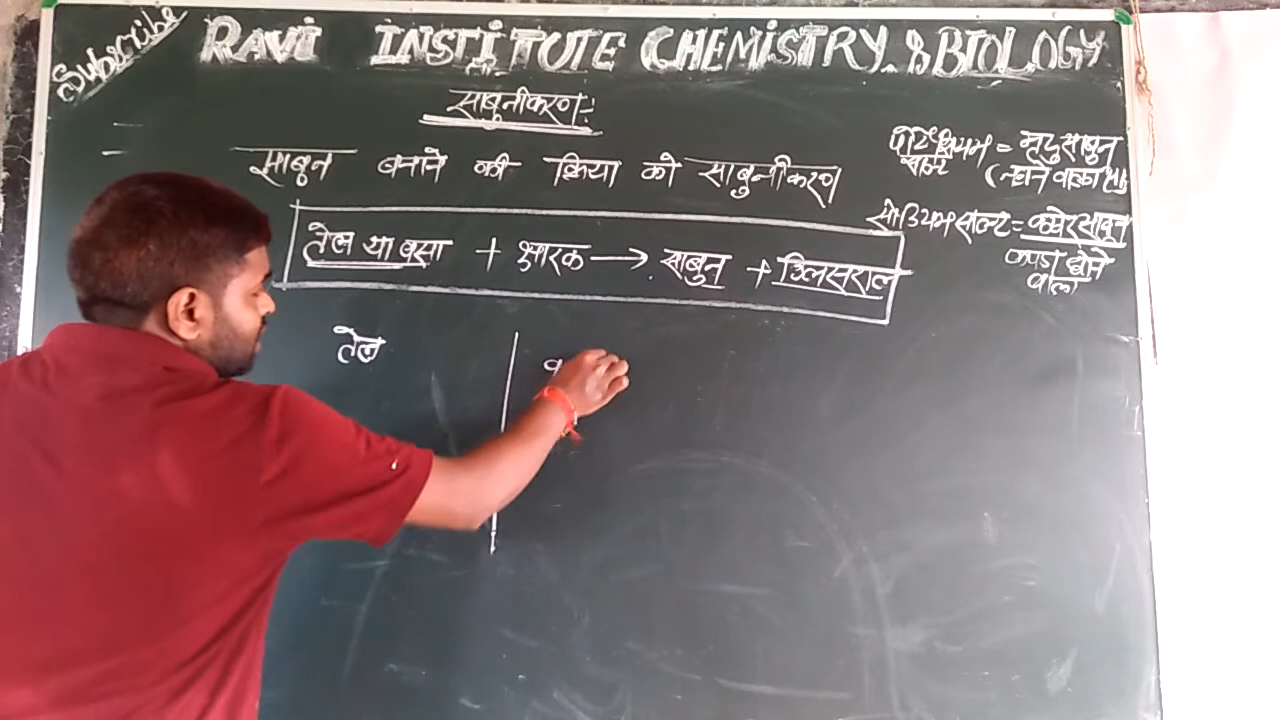 Subscribe
RAVI INSTITUTE CHEMISTRY & BIOLOGY
साबुनीकरण :
साबुन बनाने की क्रिया को साबुनीकरण
तेल या वसा + क्षारक → साबुन + ग्लिसराल
पोटेशियम साल्ट = मृदु साबुन
(नहाने वाला
सोडियम साल्ट = कठोर साबुन
कपडा धोने
वाला
तेल
व